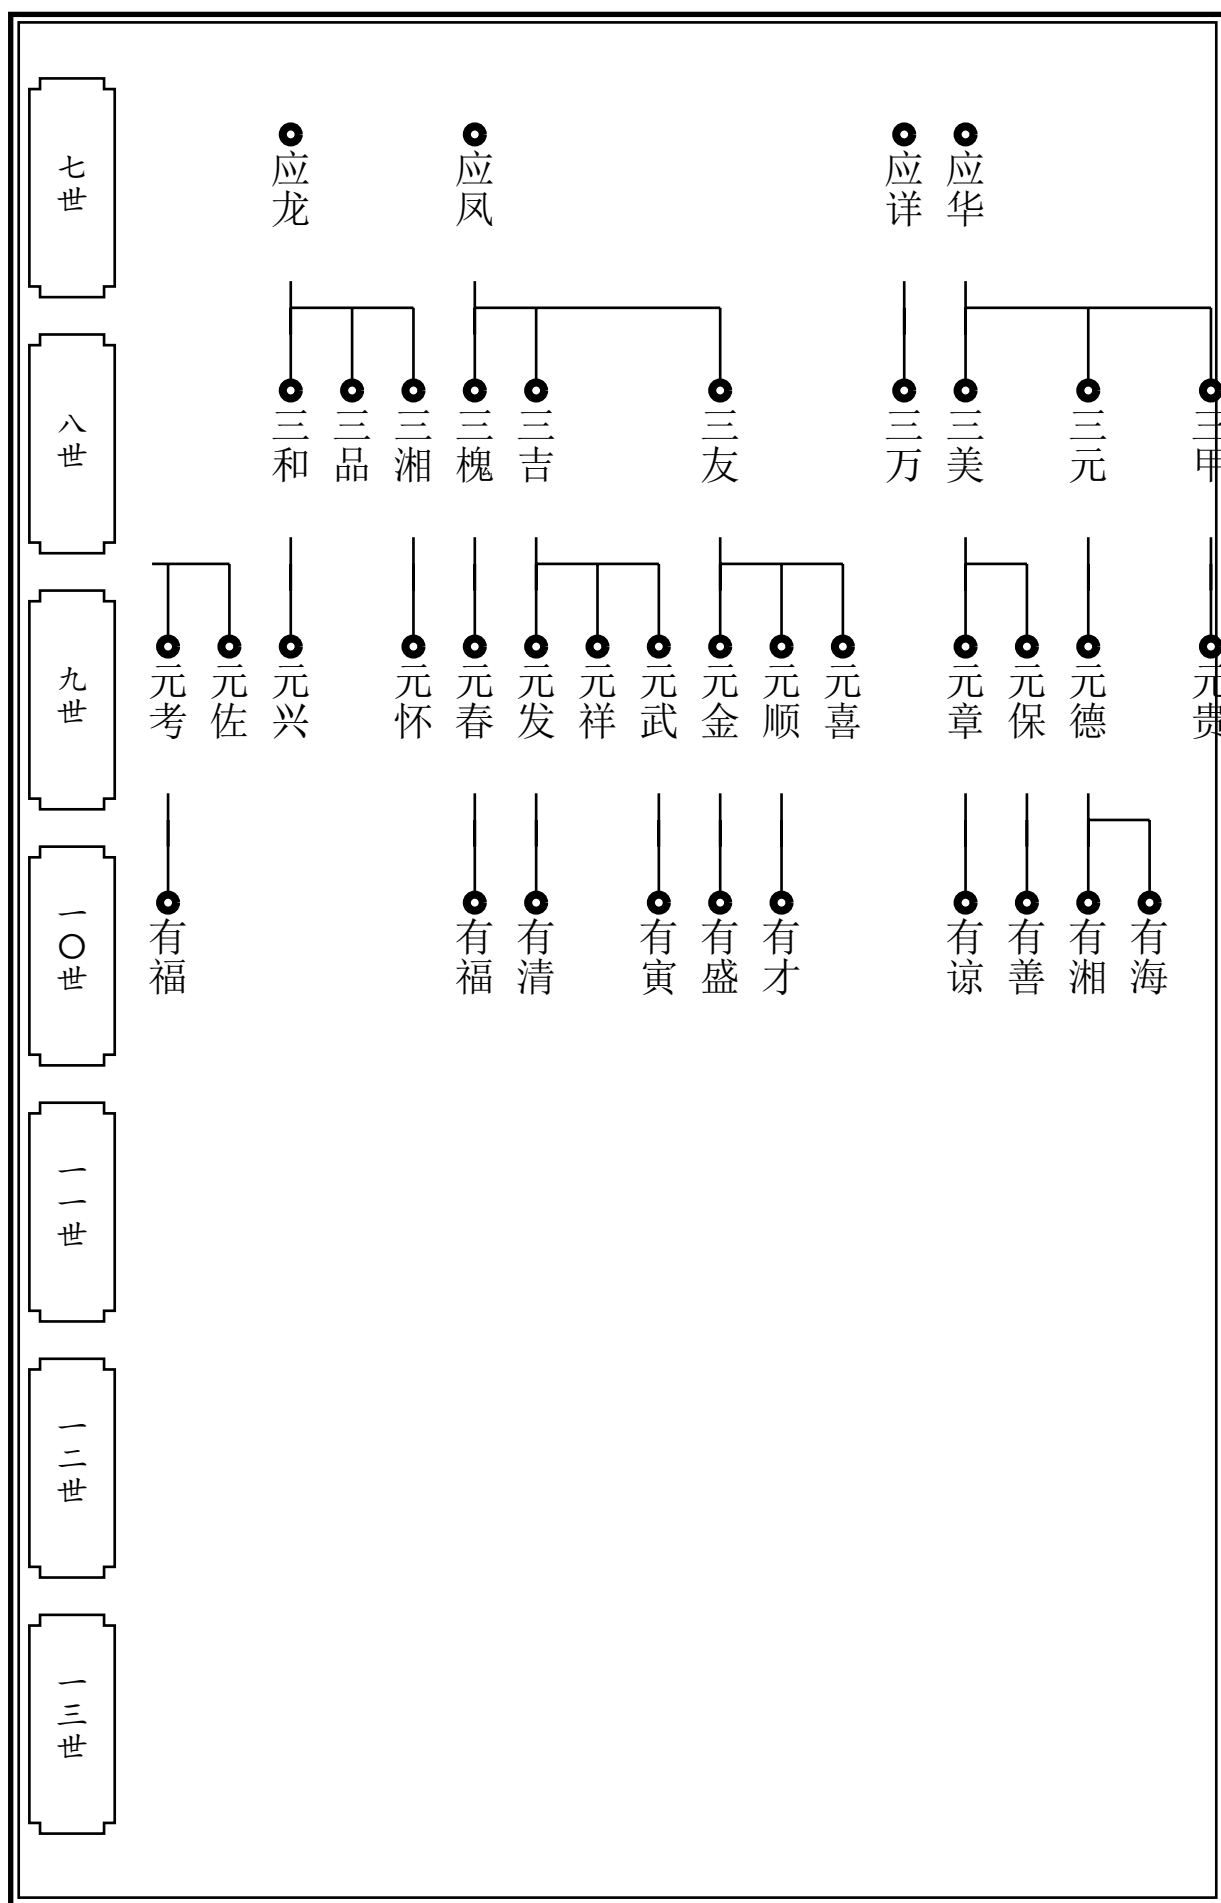 七世
应龙
应凤
应详
应华
八世
三和
三品
三湘
三槐
三吉
三友
三万
三美
三元
三甲
九世
元考
元佐
元兴
元怀
元春
元发
元祥
元武
元金
元顺
元喜
元章
元保
元德
元贵
一〇世
有福
有福
有清
有寅
有盛
有才
有谅
有善
有湘
有海
一一世
一二世
一三世